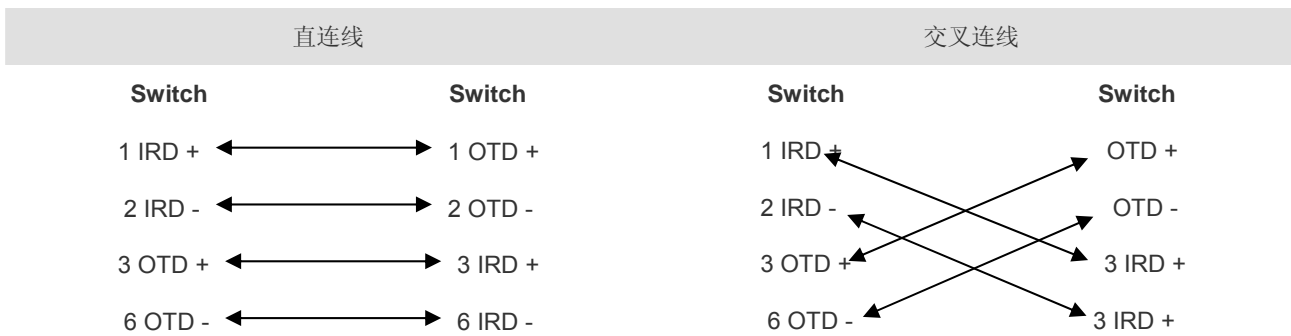 直连线 交叉连线
Switch Switch Switch Switch
1 IRD + 1 OTD + 1 IRD + OTD +
2 IRD - 2 OTD - 2 IRD - OTD -
3 OTD + 3 IRD + 3 OTD + 3 IRD +
6 OTD - 6 IRD - 6 OTD - 3 IRD +